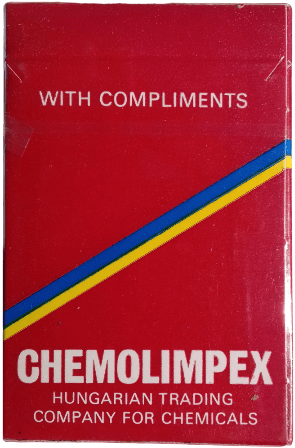 WITH COMPLIMENTS
CHEMOLIMPEX
HUNGARIAN TRADING
COMPANY FOR CHEMICALS